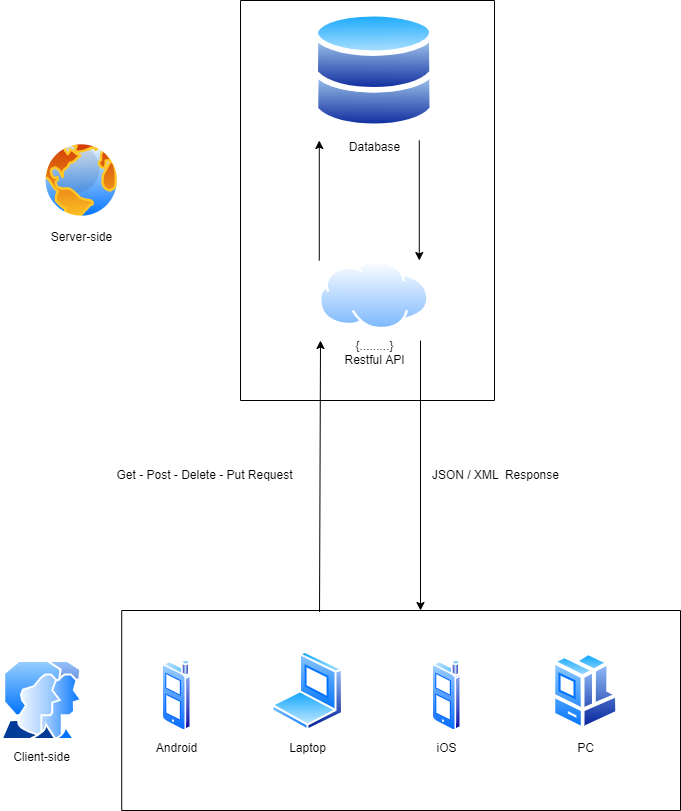 Database
Server-side
{.........}
Restful API
Get - Post - Delete - Put Request
JSON / XML  Response
Android
Laptop
iOS
PC
Client-side